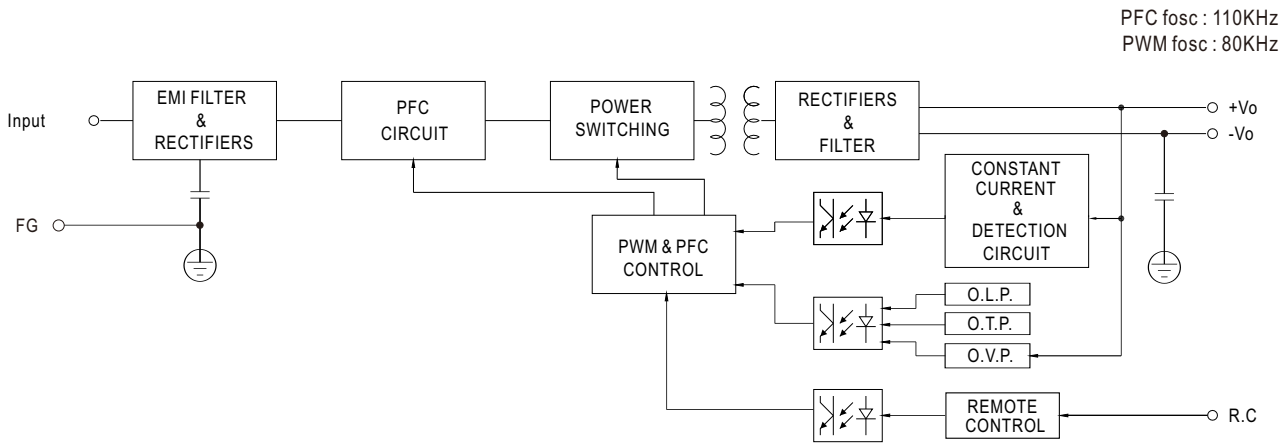 PFC fosc : 110KHz
PWM fosc : 80KHz
EMI FILTER
&
RECTIFIERS
PFC
CIRCUIT
POWER
SWITCHING
RECTIFIERS
&
FILTER
Input
+Vo
-Vo
CONSTANT
CURRENT
&
DETECTION
CIRCUIT
FG
PWM & PFC
CONTROL
O.L.P.
O.T.P.
O.V.P.
REMOTE
CONTROL
R.C